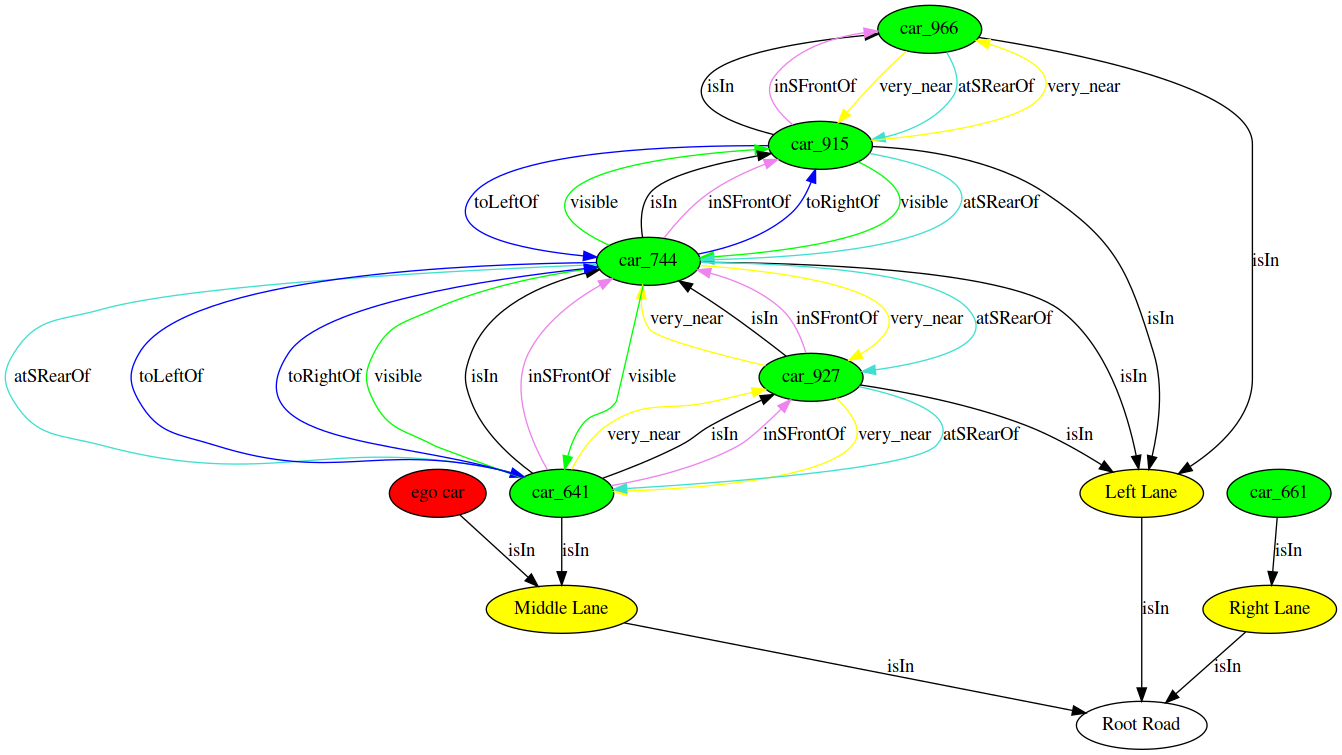 car_966
isIn inSFrontOf very_near atSRearOf very_near
car_915
toLeftOf visible isIn inSFrontOf toRightOf visible atSRearOf
car_744
isIn
very_near isIn inSFrontOf very_near atSRearOf isIn
atSRearOf toLeftOf toRightOf visible isIn inSFrontOf visible car_927 isIn
very_near isIn inSFrontOf very_near atSRearOf isIn
ego car car_641 Left Lane car_661
isIn isIn isIn
Middle Lane isIn Right Lane
isIn isIn
Root Road